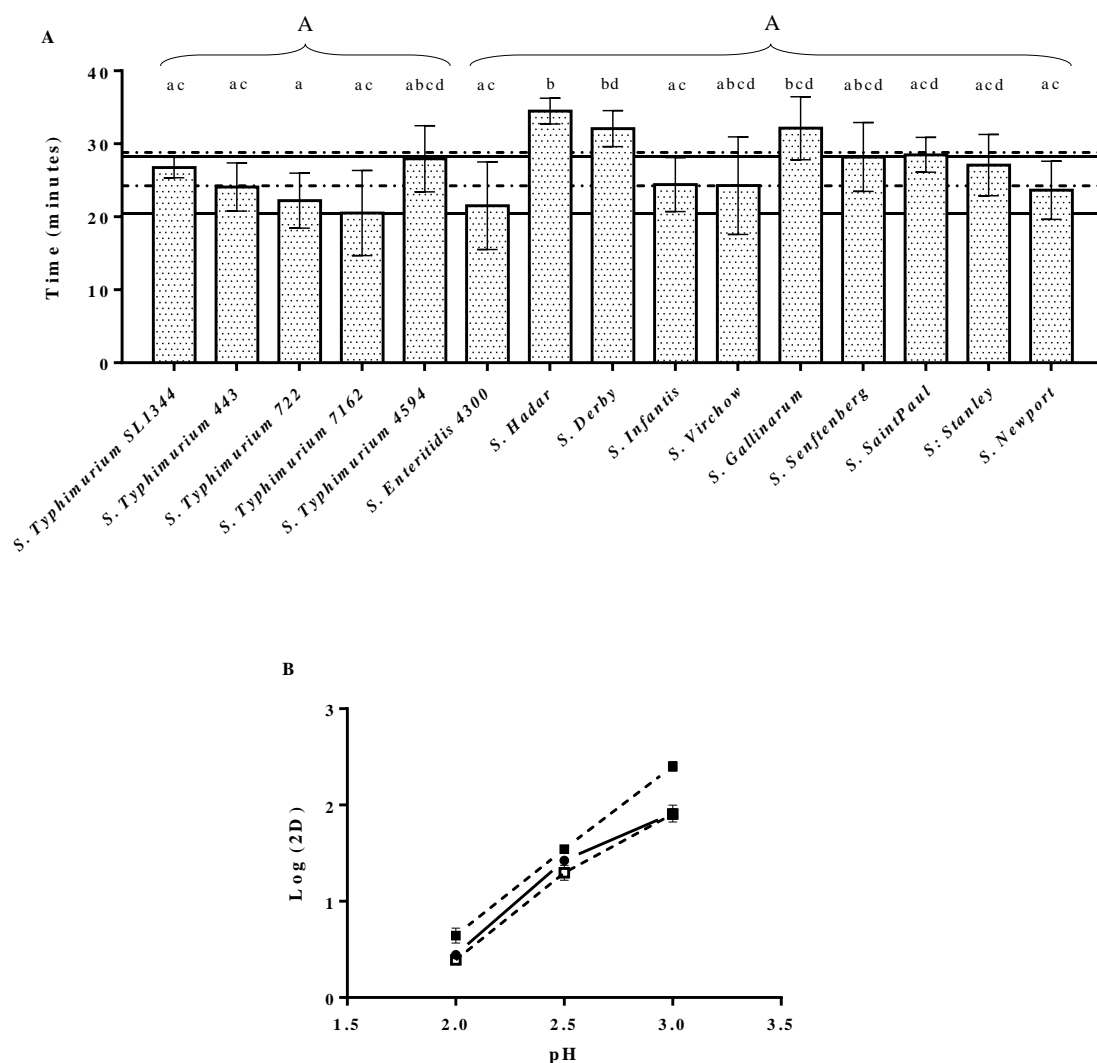 A A
A
ac ac a ac abcd ac b bd ac abcd bcd abcd acd acd ac
40
30
20
10
0
Time (minutes)
S. Typhimurium SL1344
S. Typhimurium 443
S. Typhimurium 722
S. Typhimurium 7162
S. Typhimurium 4594
S. Enteritidis 4300
S. Hadar
S. Derby
S. Infantis
S. Virchow
S. Gallinarum
S. Senftenberg
S. SaintPaul
S: Stanley
S. Newport
B
3
2
1
0
Log (2D)
1.5 2.0 2.5 3.0 3.5
pH